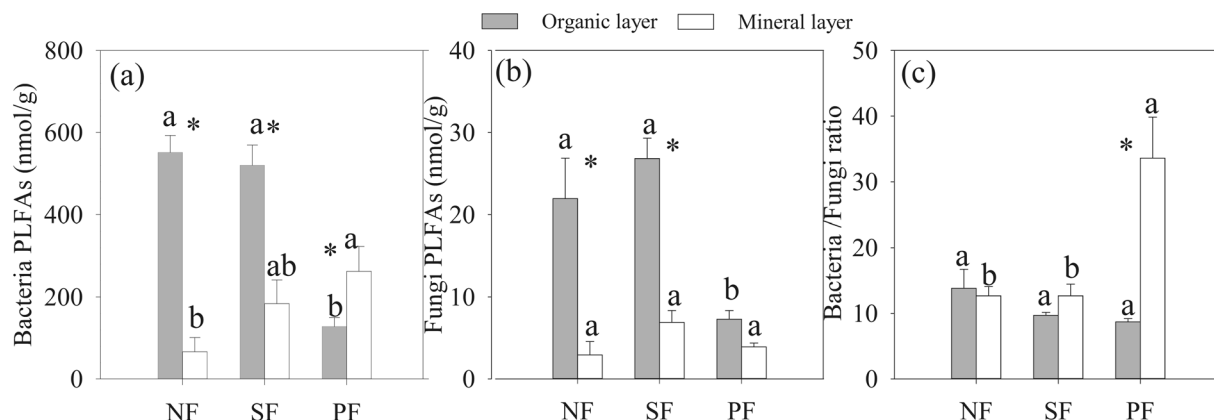 Organic layer Mineral layer
(a)
Bacteria PLFAs (nmol/g)
800
600
400
200
0
a * a* * a
b ab b
NF SF PF
(b)
Fungi PLFAs (nmol/g)
40
30
20
10
0
a * a *
a a b a
NF SF PF
(c)
Bacteria /Fungi ratio
50
40
30
20
10
0
a b a b a * a
NF SF PF